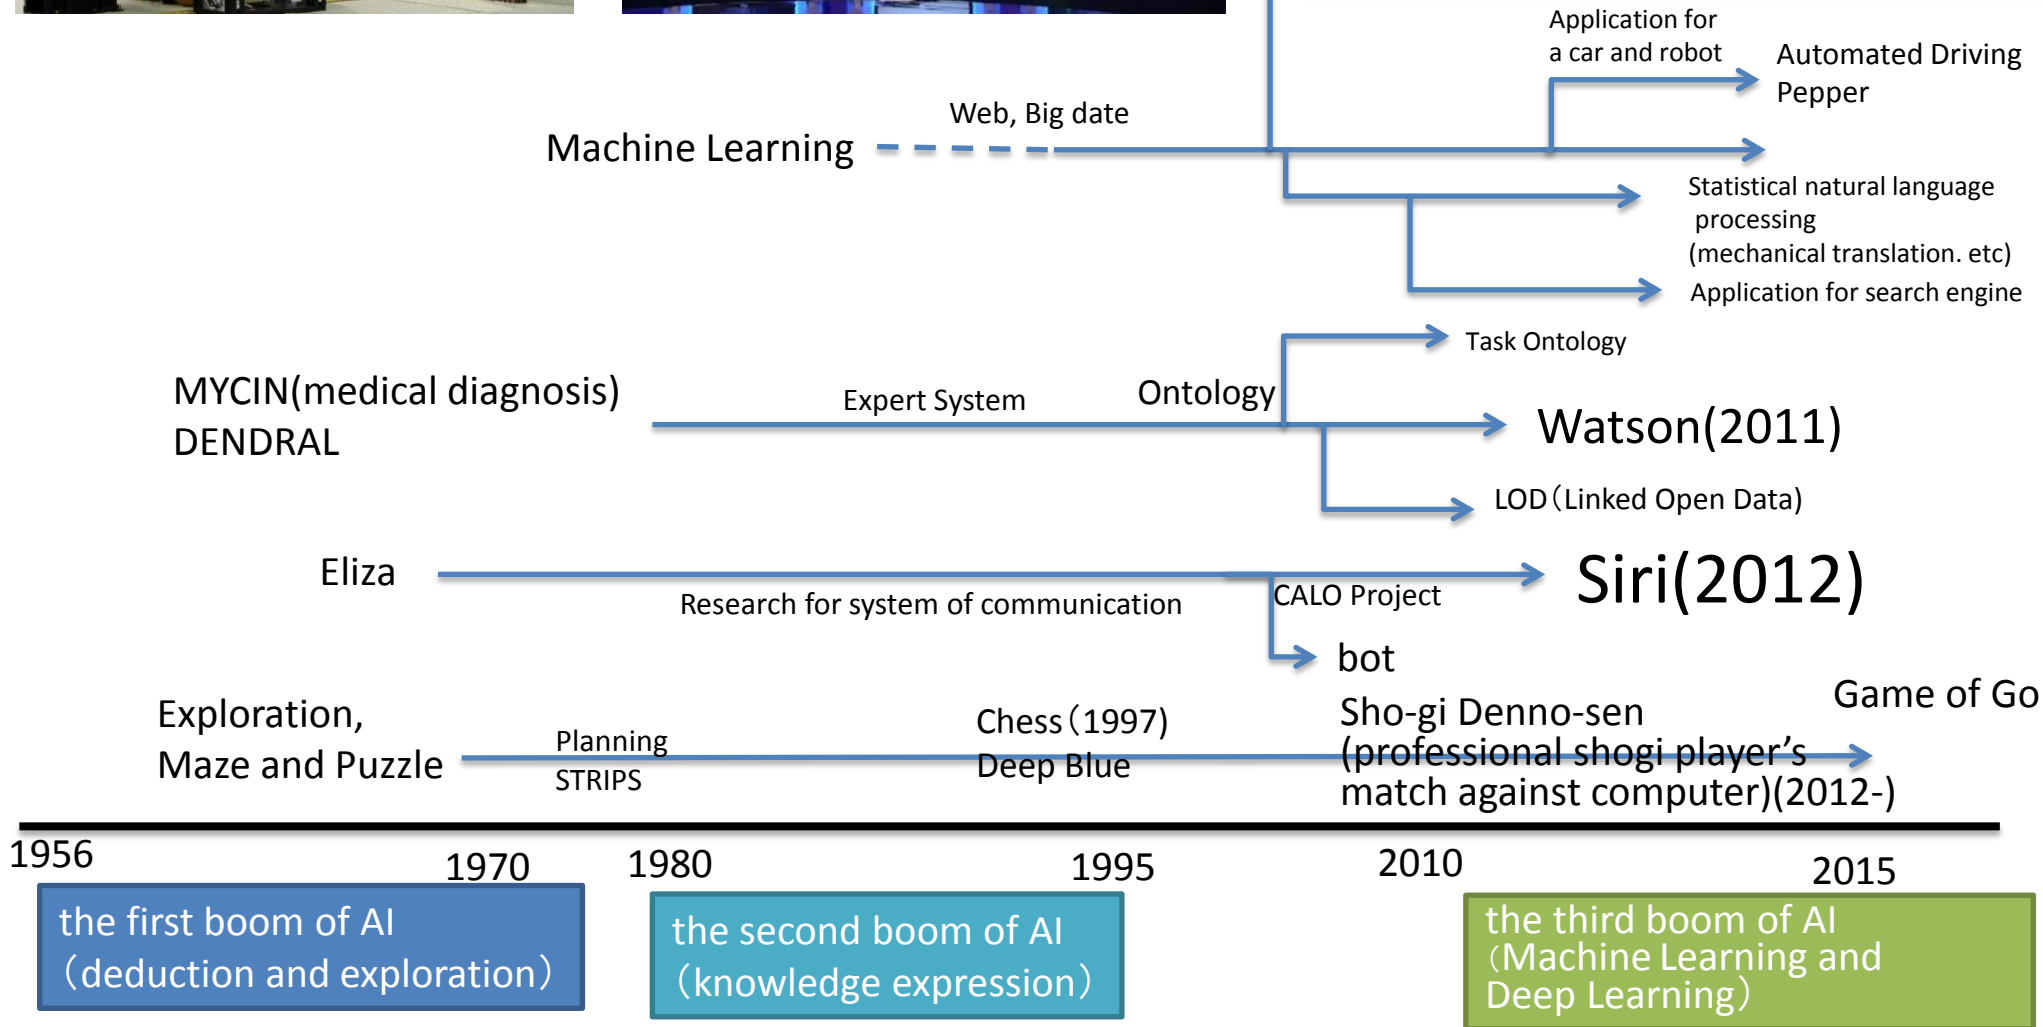 Application for
a car and robot
Automated Driving
Pepper
Web, Big date
Machine Learning
Statistical natural language
processing
(mechanical translation. etc)
Application for search engine
Task Ontology
MYCIN(medical diagnosis)
DENDRAL
Expert System
Ontology
Watson(2011)
LOD（Linked Open Data)
Eliza
Research for system of communication
CALO Project
Siri(2012)
bot
Exploration,
Maze and Puzzle
Planning
STRIPS
Chess（1997)
Deep Blue
Sho-gi Denno-sen
(professional shogi player’s
match against computer)(2012-)
Game of Go
1956
1970
1980
1995
2010
2015
the first boom of AI
（deduction and exploration）
the second boom of AI
（knowledge expression）
the third boom of AI
（Machine Learning and
Deep Learning）